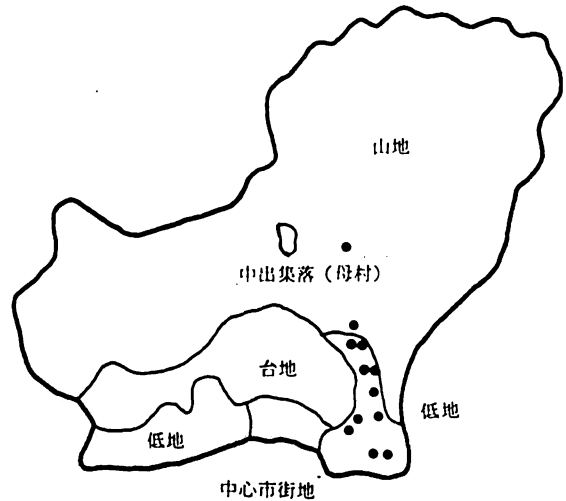 山地
中出集落（母村）
台地
低地
低地
中心市街地